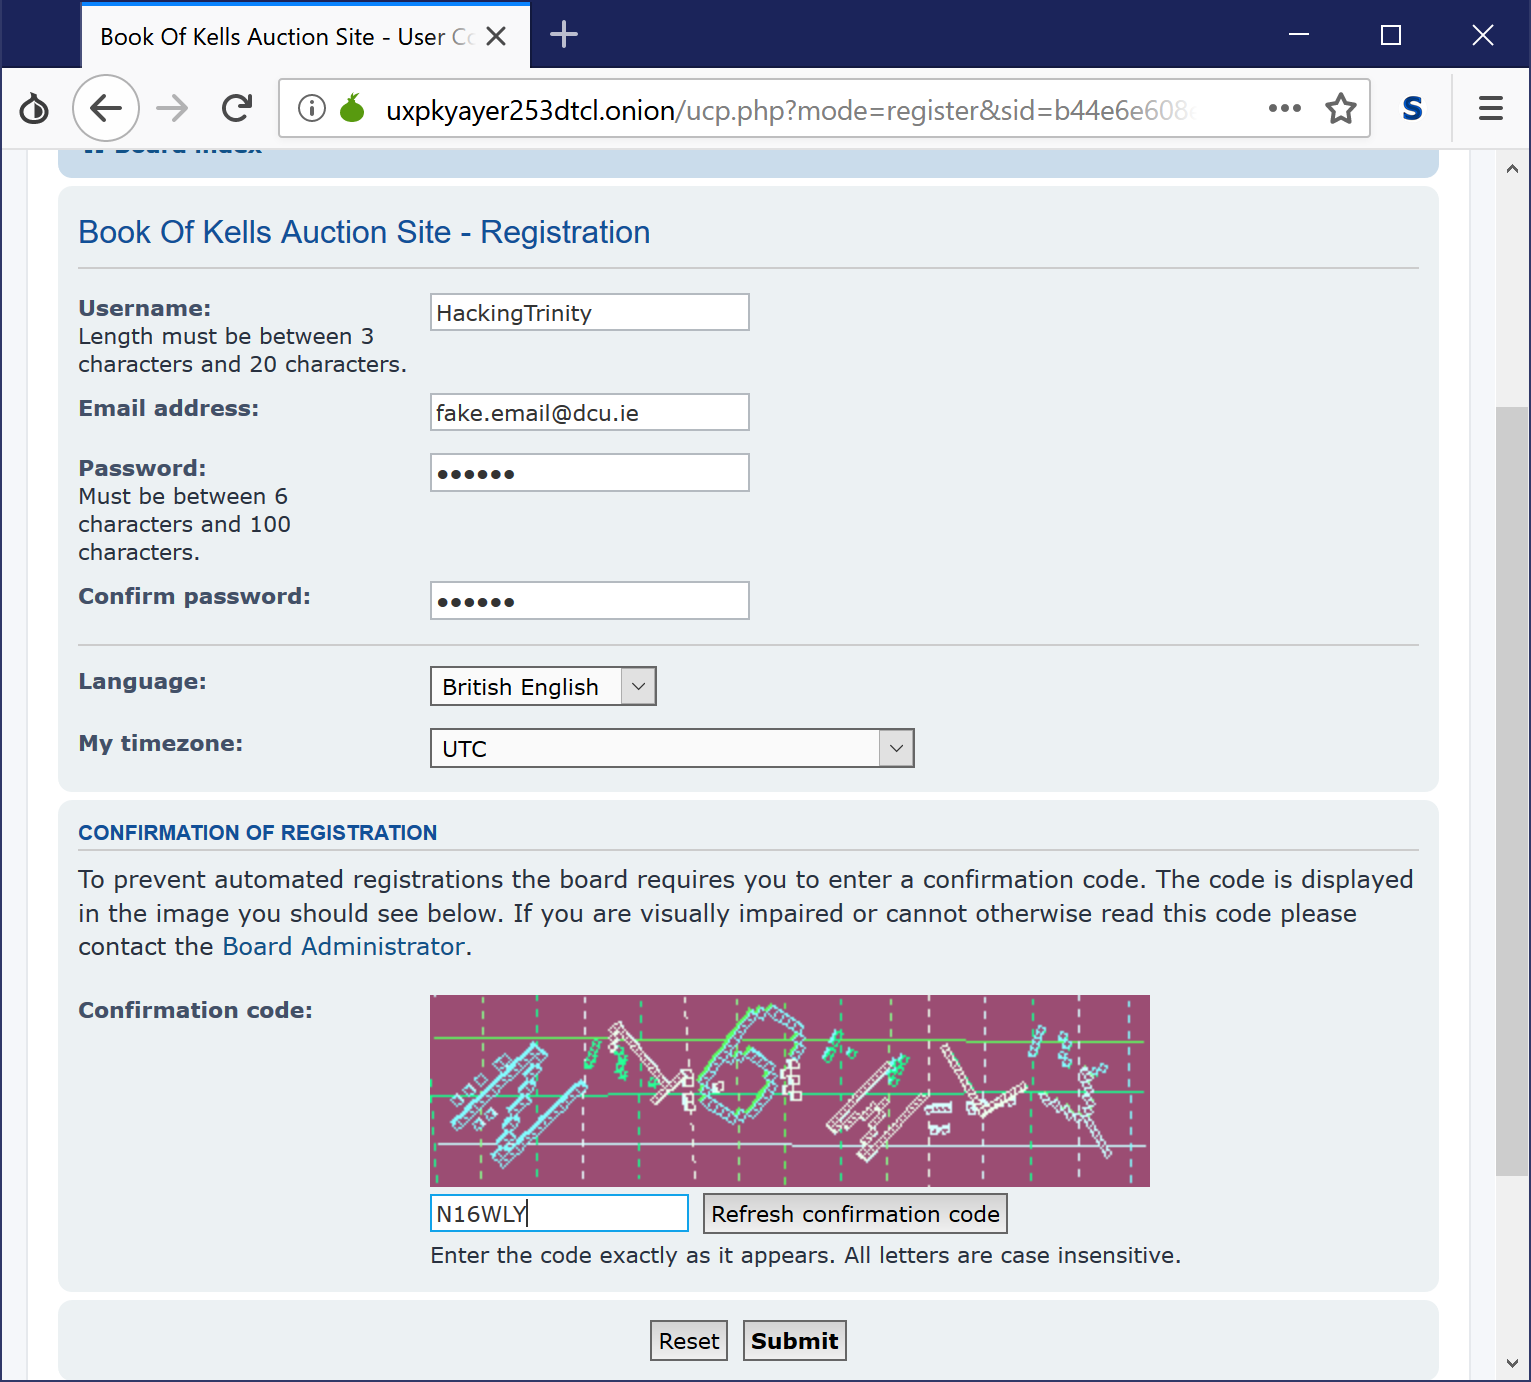 Book Of Kells Auction Site - User Co
uxpkyayer253dtcl.onion/ucp.php?mode=register&sid=b44e6e608e
S
Board index
Book Of Kells Auction Site - Registration
Username:
HackingTrinity
Length must be between 3
characters and 20 characters.
Email address:
fake.email@dcu.ie
Password:
••••••
Must be between 6
characters and 100
characters.
Confirm password:
••••••
Language:
British English
My timezone:
UTC
CONFIRMATION OF REGISTRATION
To prevent automated registrations the board requires you to enter a confirmation code. The code is displayed
in the image you should see below. If you are visually impaired or cannot otherwise read this code please
contact the Board Administrator.
Confirmation code:
N16WLY
Refresh confirmation code
Enter the code exactly as it appears. All letters are case insensitive.
Reset
Submit